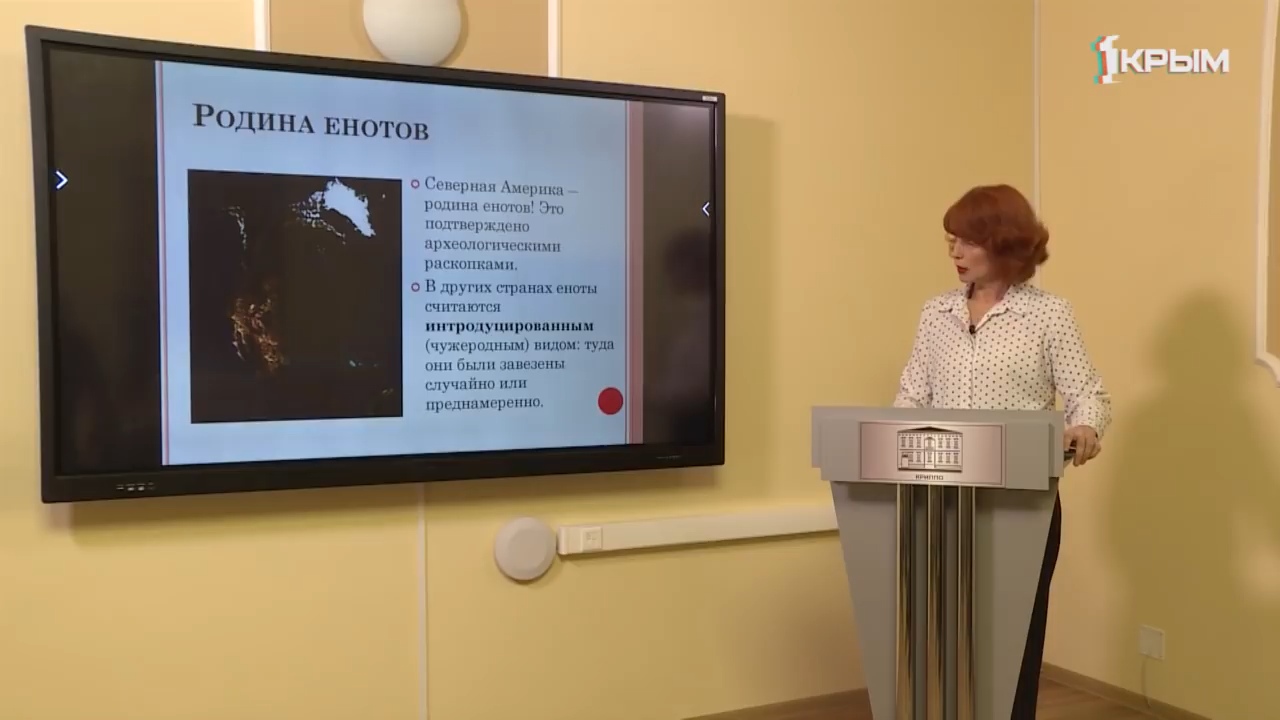 1КРЫМ
Родина енотов
Северная Америка –
родина енотов! Это
подтверждено
археологическими
раскопками.
В других странах еноты
считаются
интродуцированным
(чужеродным) видом: туда
они были завезены
случайно или
преднамеренно.
КРИППО